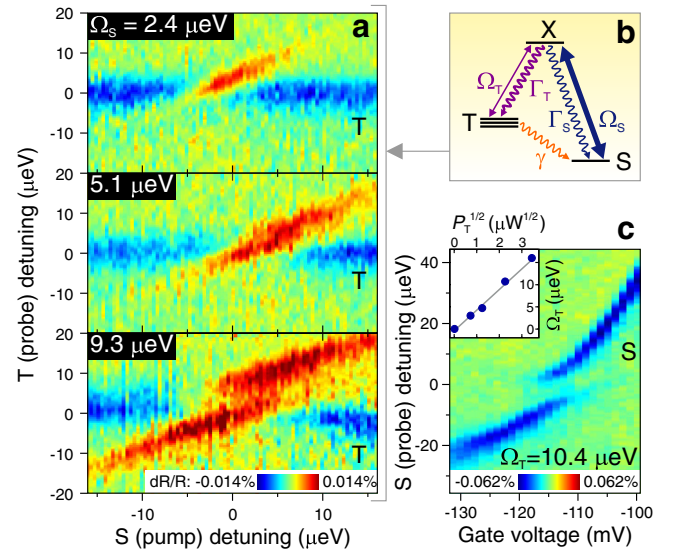 Ω_S = 2.4 μeV
a
T
5.1 μeV
T
9.3 μeV
T
dR/R: -0.014% 0.014%
20
10
0
-10
20
10
0
-10
20
10
0
-10
-20
-10 0 10
T (probe) detuning (μeV)
S (pump) detuning (μeV)
b
X
Ω_T
Γ_T
Γ_S
Ω_S
T
γ
S
c
P_T^1/2 (μW^1/2)
0 1 2 3
10
0
Ω_T (μeV)
S
Ω_T=10.4 μeV
-0.062% 0.062%
40
20
0
-20
-130 -120 -110 -100
S (probe) detuning (μeV)
Gate voltage (mV)